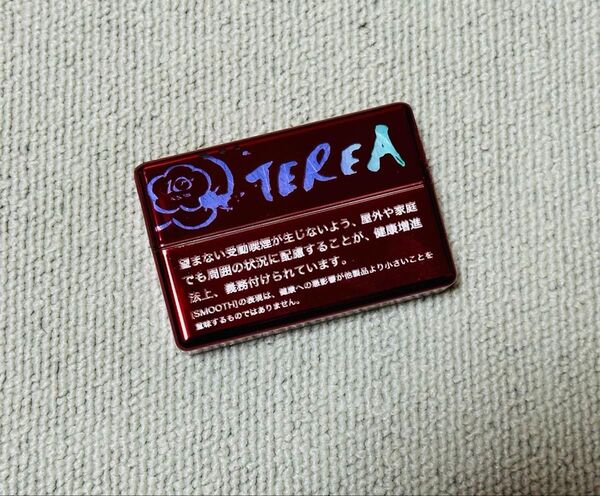 10
TEREA
望まない受動喫煙が生じないよう、屋外や家庭
でも周囲の状況に配慮することが、健康増進
法上、義務付けられています。
[SMOOTH]の表現は、健康への悪影響が他製品より小さいことを
意味するものではありません。